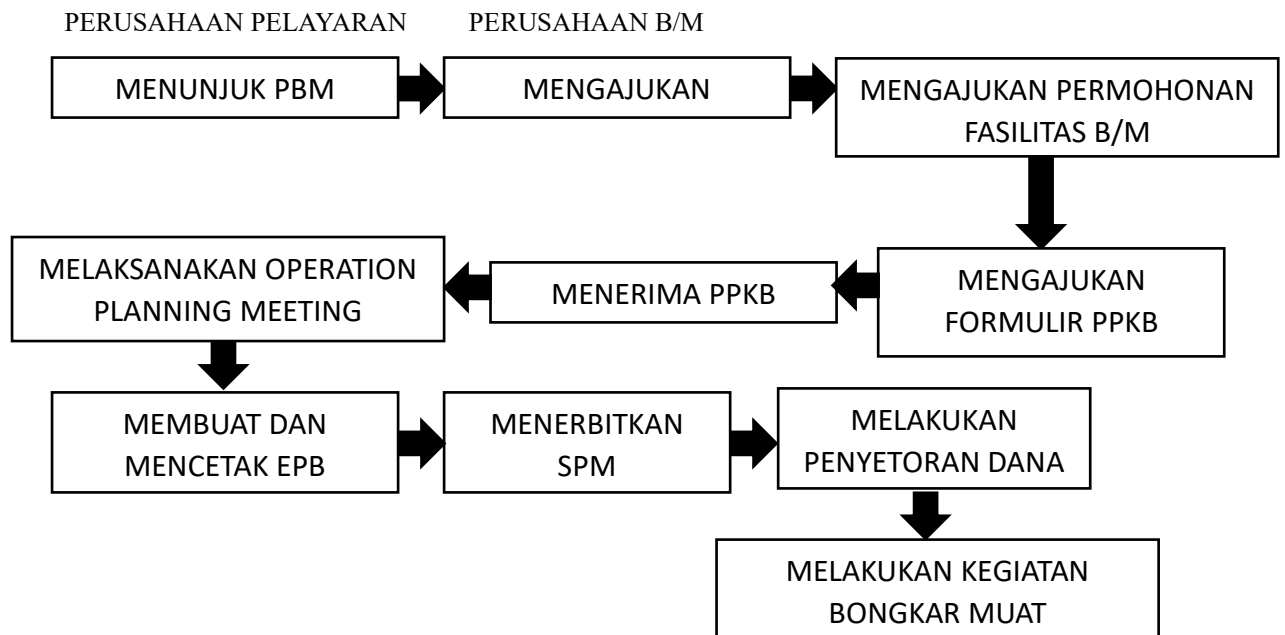 PERUSAHAAN PELAYARAN
PERUSAHAAN B/M
MENUNJUK PBM
MENGAJUKAN
MENGAJUKAN PERMOHONAN
FASILITAS B/M
MENGAJUKAN
FORMULIR PPKB
MENERIMA PPKB
MELAKSANAKAN OPERATION
PLANNING MEETING
MEMBUAT DAN
MENCETAK EPB
MENERBITKAN
SPM
MELAKUKAN
PENYETORAN DANA
MELAKUKAN KEGIATAN
BONGKAR MUAT